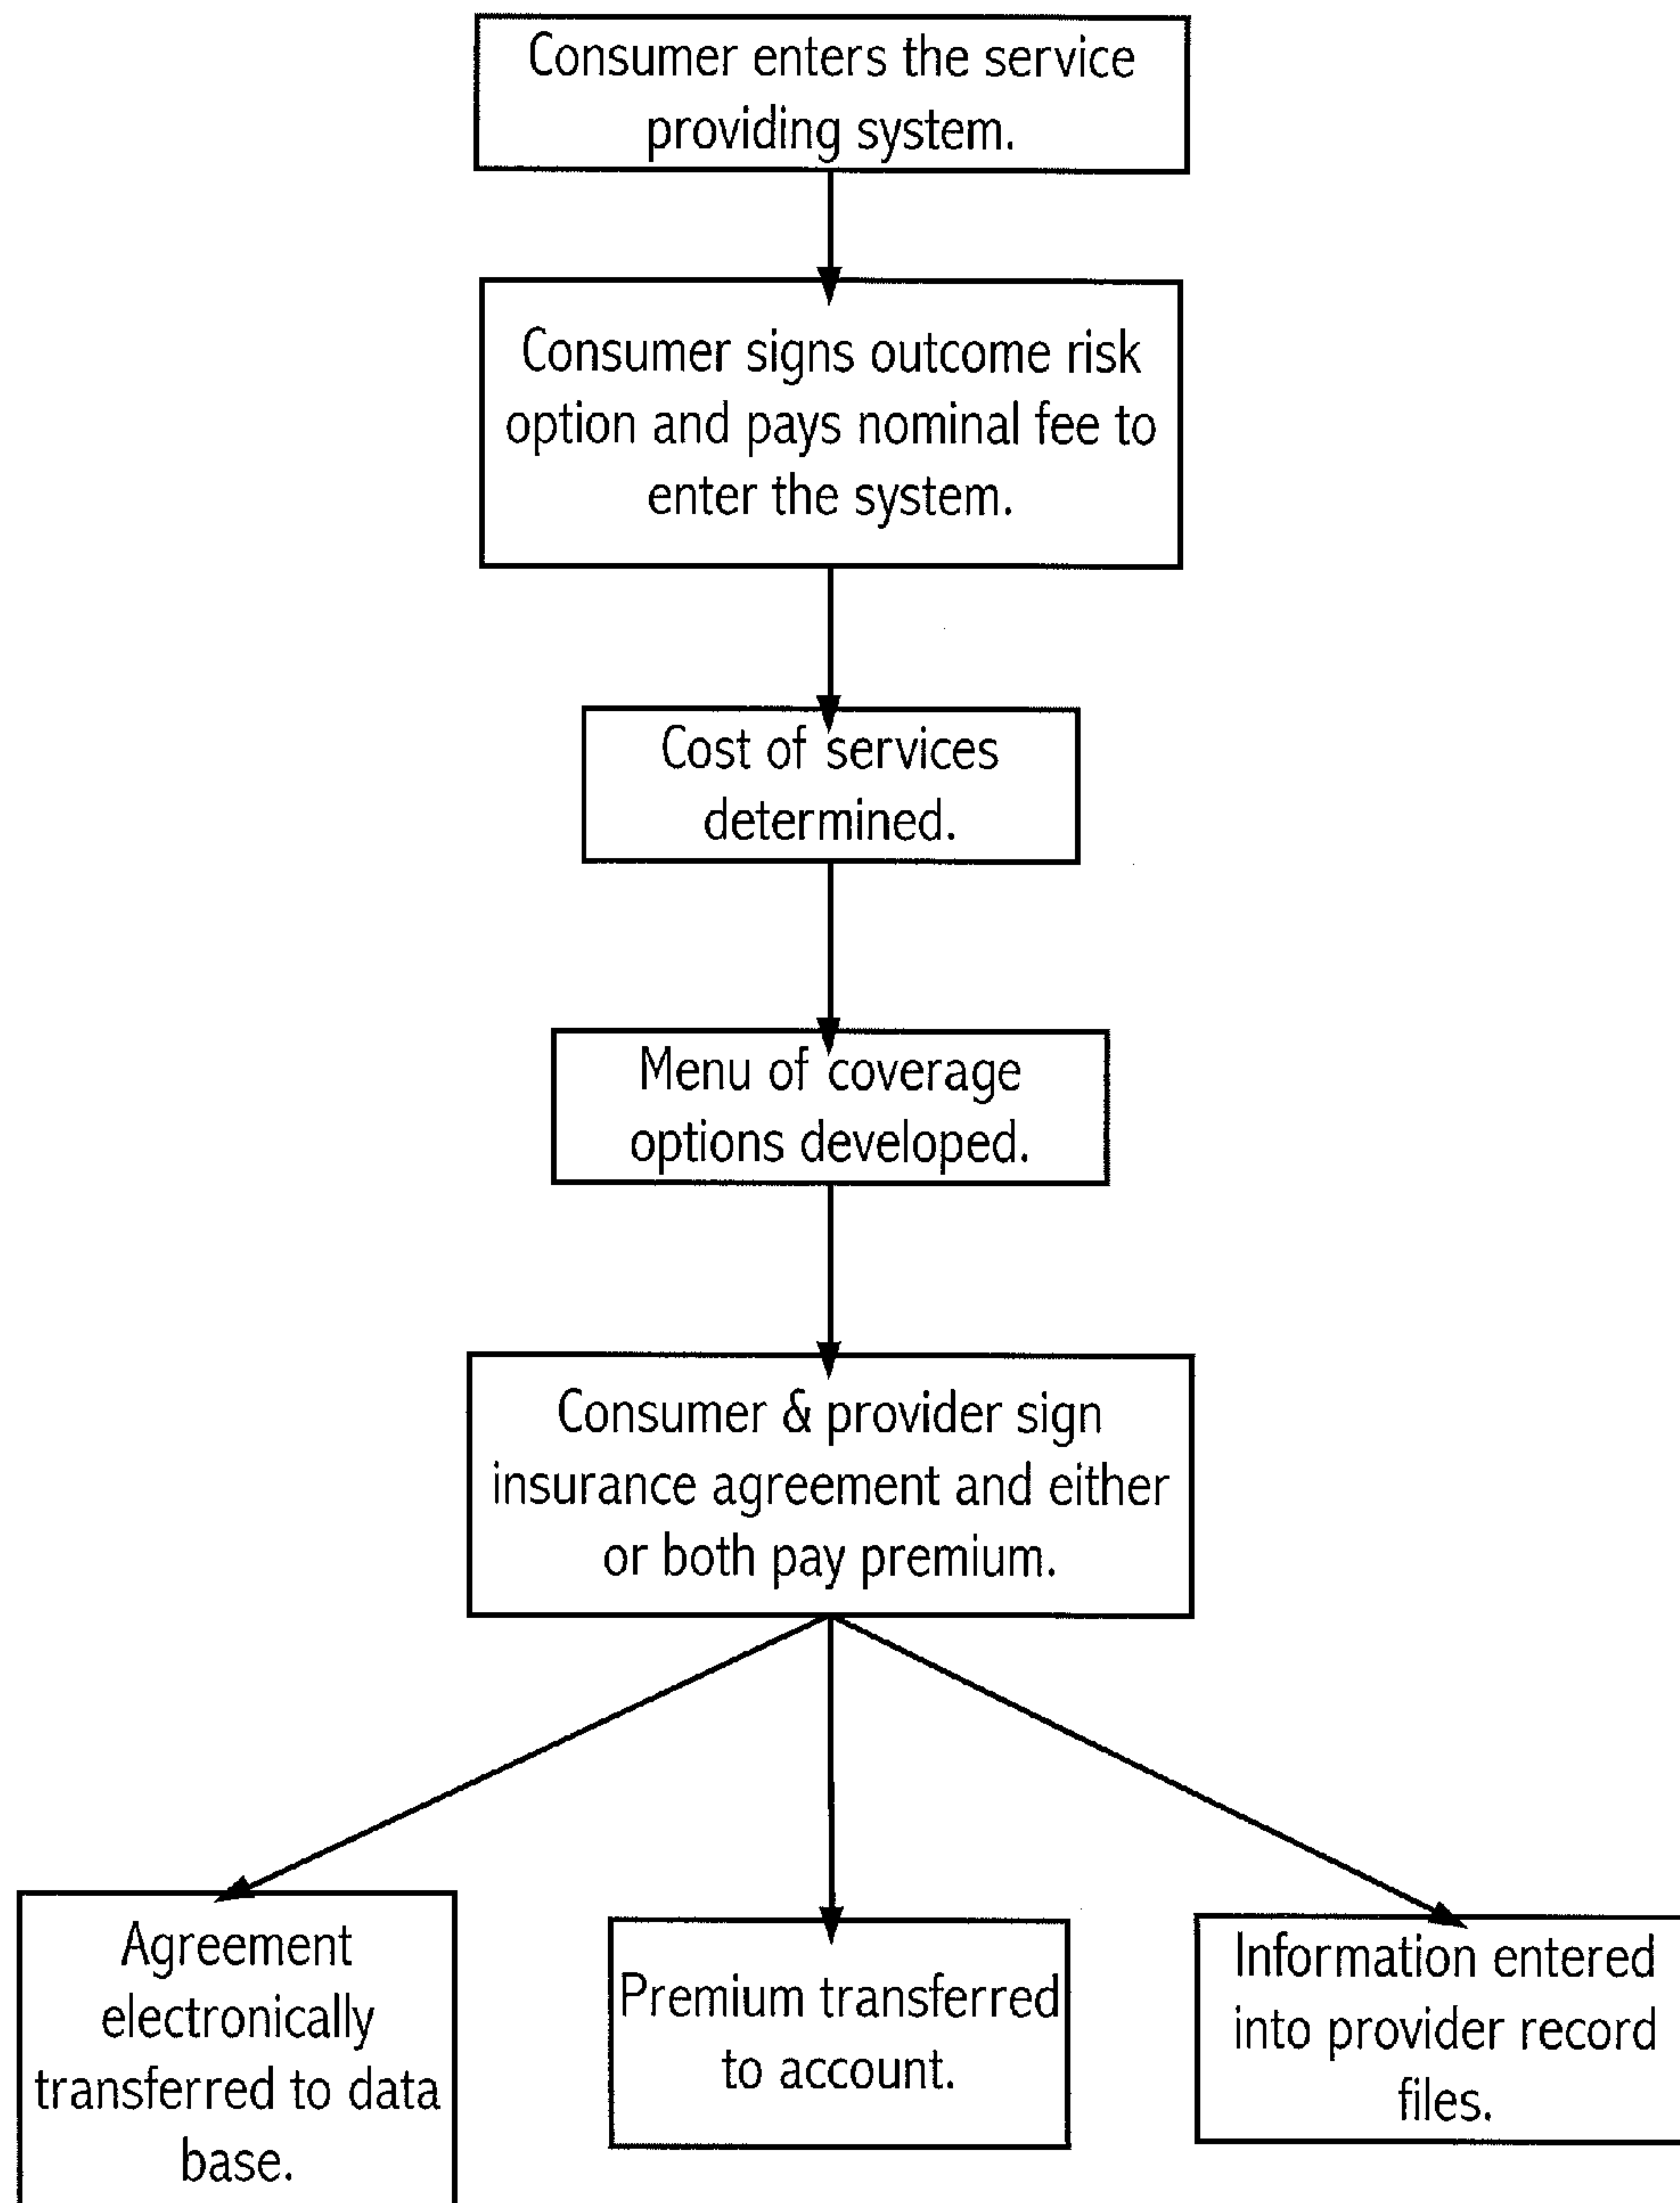 Consumer enters the service
providing system.
Consumer signs outcome risk
option and pays nominal fee to
enter the system.
Cost of services
determined.
Menu of coverage
options developed.
Consumer & provider sign
insurance agreement and either
or both pay premium.
Agreement
electronically
transferred to data
base.
Premium transferred
to account.
Information entered
into provider record
files.